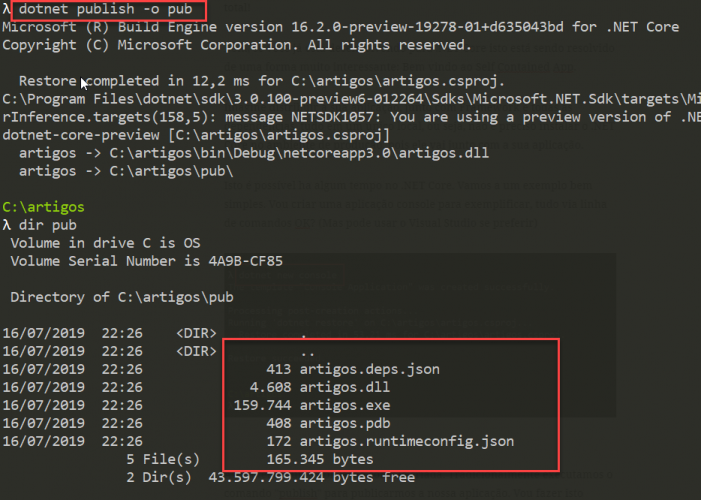 λ dotnet publish -o pub
Microsoft (R) Build Engine version 16.2.0-preview-19278-01+d635043bd for .NET Core
Copyright (C) Microsoft Corporation. All rights reserved.
Restore completed in 12,2 ms for C:\artigos\artigos.csproj.
C:\Program Files\dotnet\sdk\3.0.100-preview6-012264\Sdks\Microsoft.NET.Sdk\targets\Mi
rInference.targets(158,5): message NETSDK1057: You are using a preview version of .NE
dotnet-core-preview [C:\artigos\artigos.csproj]
artigos -> C:\artigos\bin\Debug\netcoreapp3.0\artigos.dll
artigos -> C:\artigos\pub\
C:\artigos
λ dir pub
Volume in drive C is OS
Volume Serial Number is 4A9B-CF85
Directory of C:\artigos\pub
16/07/2019 22:26 <DIR> .
16/07/2019 22:26 <DIR> ..
16/07/2019 22:26 413 artigos.deps.json
16/07/2019 22:26 4.608 artigos.dll
16/07/2019 22:26 159.744 artigos.exe
16/07/2019 22:26 408 artigos.pdb
16/07/2019 22:26 172 artigos.runtimeconfig.json
5 File(s) 165.345 bytes
2 Dir(s) 43.597.799.424 bytes free